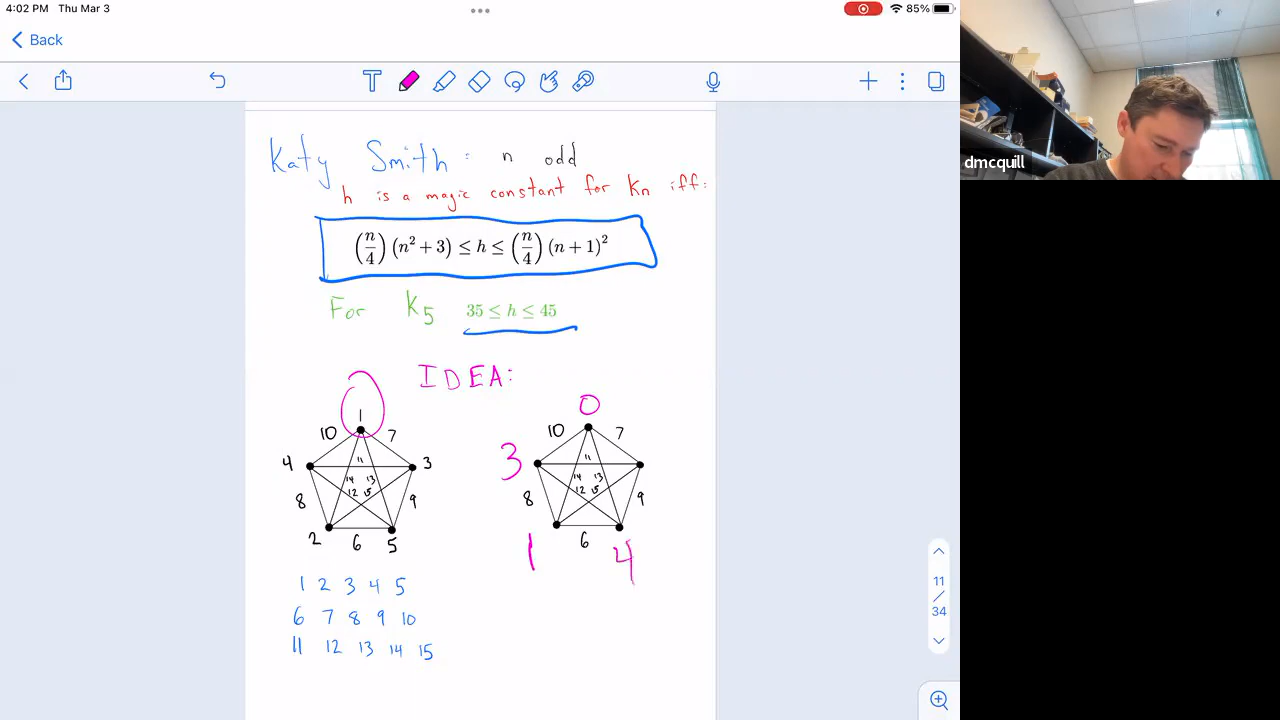 4:02 PM Thu Mar 3
85%
Back
T
Katy Smith: n odd
h is a magic constant for Kn iff:
(n/4) (n² + 3) ≤ h ≤ (n/4) (n + 1)²
For K5 35 ≤ h ≤ 45
IDEA:
1
10 7
4 11 3
14 13
12 15
8 9
2 6 5
0
10 7
3 11
14 13
12 15
8 9
1 6 4
1 2 3 4 5
6 7 8 9 10
11 12 13 14 15
11
/
34
dmcquill